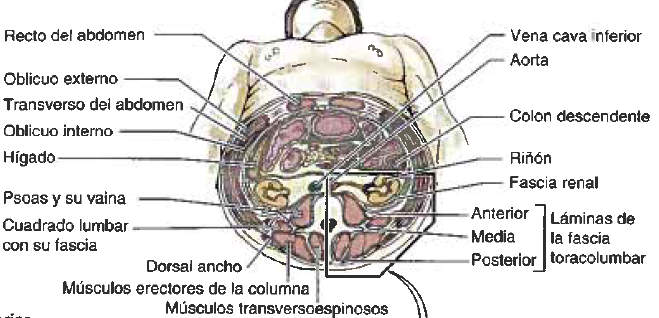 Recto del abdomen
Oblicuo externo
Transverso del abdomen
Oblicuo interno
Hígado
Psoas y su vaina
Cuadrado lumbar
con su fascia
Dorsal ancho
Músculos erectores de la columna
Músculos transversoespinosos
Vena cava inferior
Aorta
Colon descendente
Riñón
Fascia renal
Anterior
Media
Posterior
Láminas de
la fascia
toracolumbar